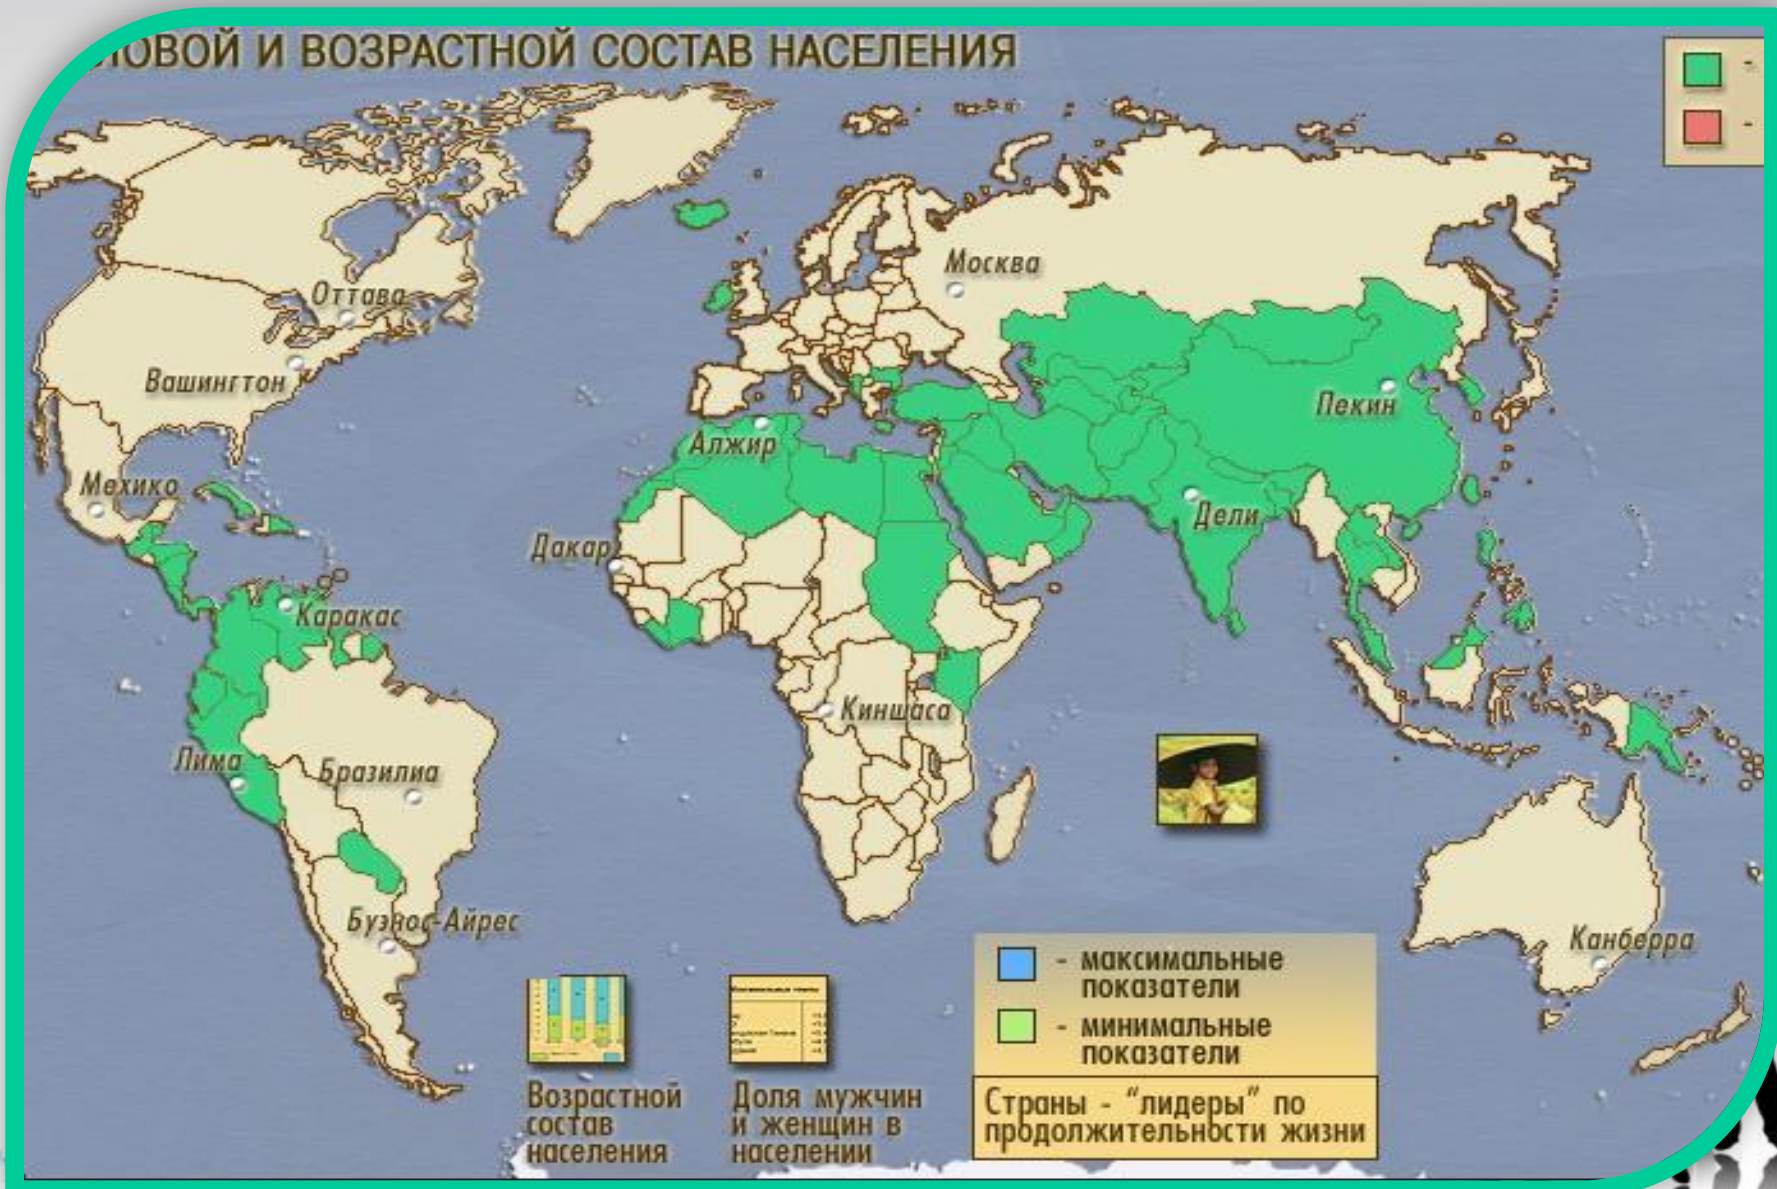 ПОЛОВОЙ И ВОЗРАСТНОЙ СОСТАВ НАСЕЛЕНИЯ
-
-
Москва
Оттава
Вашингтон
Пекин
Алжир
Мехико
Дели
Дакар
Каракас
Киншаса
Лима
Бразилиа
Буэнос-Айрес
Канберра
- максимальные
показатели
- минимальные
показатели
Страны - "лидеры" по
продолжительности жизни
Возрастной
состав
населения
Доля мужчин
и женщин в
населении